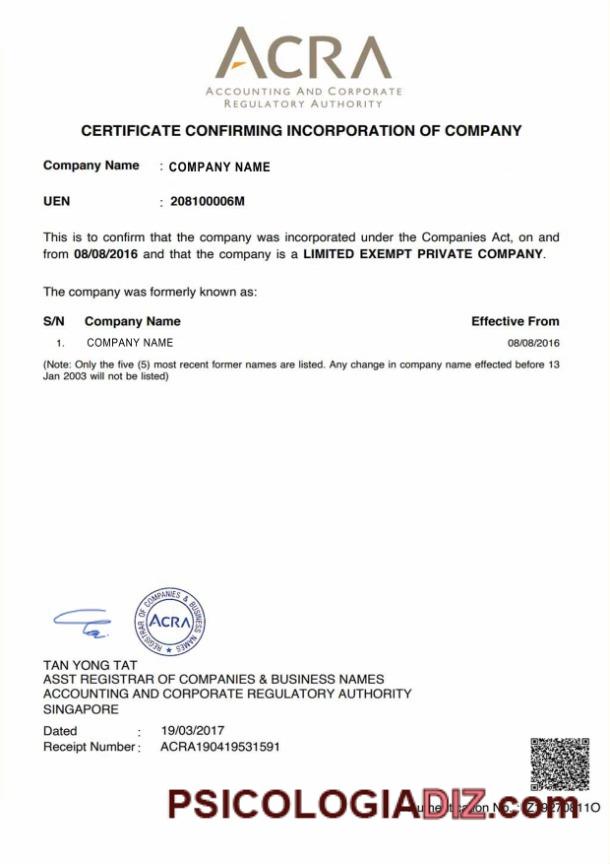 ACRA
ACCOUNTING AND CORPORATE
REGULATORY AUTHORITY
CERTIFICATE CONFIRMING INCORPORATION OF COMPANY
Company Name : COMPANY NAME
UEN : 208100006M
This is to confirm that the company was incorporated under the Companies Act, on and
from 08/08/2016 and that the company is a LIMITED EXEMPT PRIVATE COMPANY.
The company was formerly known as:
S/N Company Name Effective From
1. COMPANY NAME 08/08/2016
(Note: Only the five (5) most recent former names are listed. Any change in company name effected before 13
Jan 2003 will not be listed)
REGISTRAR OF COMPANIES & BUSINESS NAMES
ACRA
TAN YONG TAT
ASST REGISTRAR OF COMPANIES & BUSINESS NAMES
ACCOUNTING AND CORPORATE REGULATORY AUTHORITY
SINGAPORE
Dated : 19/03/2017
Receipt Number : ACRA190419531591
PSICOLOGIADIZ.com
No. :